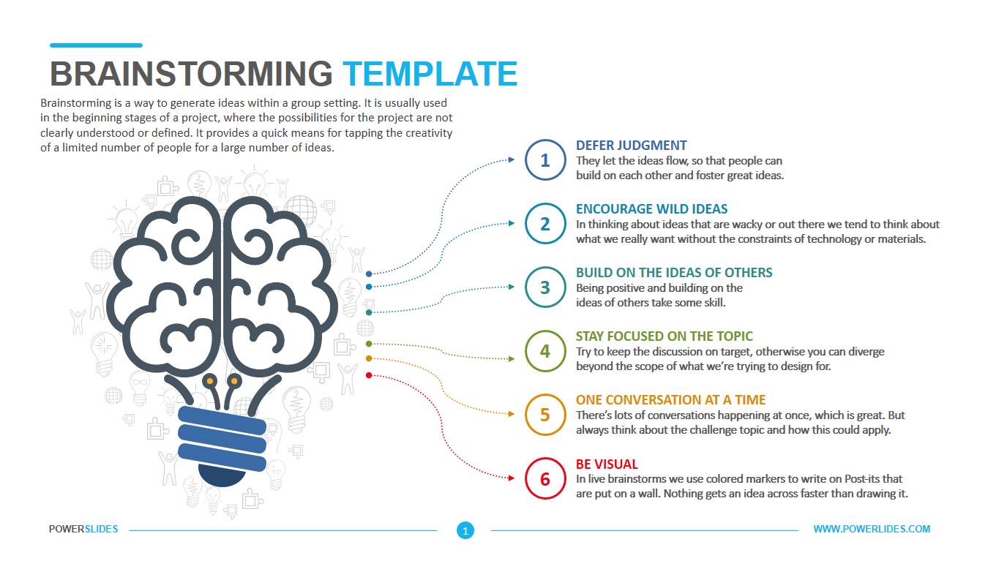 BRAINSTORMING TEMPLATE
Brainstorming is a way to generate ideas within a group setting. It is usually used
in the beginning stages of a project, where the possibilities for the project are not
clearly understood or defined. It provides a quick means for tapping the creativity
of a limited number of people for a large number of ideas.
1
DEFER JUDGMENT
They let the ideas flow, so that people can
build on each other and foster great ideas.
2
ENCOURAGE WILD IDEAS
In thinking about ideas that are wacky or out there we tend to think about
what we really want without the constraints of technology or materials.
3
BUILD ON THE IDEAS OF OTHERS
Being positive and building on the
ideas of others take some skill.
4
STAY FOCUSED ON THE TOPIC
Try to keep the discussion on target, otherwise you can diverge
beyond the scope of what we’re trying to design for.
5
ONE CONVERSATION AT A TIME
There’s lots of conversations happening at once, which is great. But
always think about the challenge topic and how this could apply.
6
BE VISUAL
In live brainstorms we use colored markers to write on Post-its that
are put on a wall. Nothing gets an idea across faster than drawing it.
POWERSLIDES
1
WWW.POWERLIDES.COM